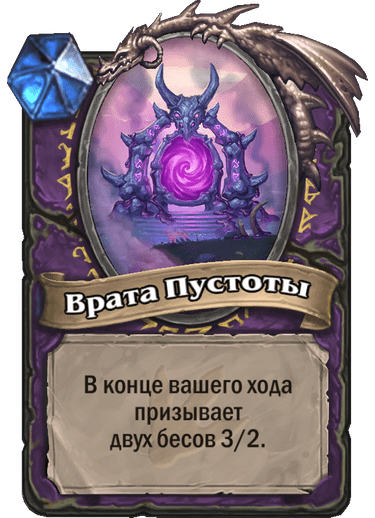 Врата Пустоты
В конце вашего хода
призывает
двух бесов 3/2.